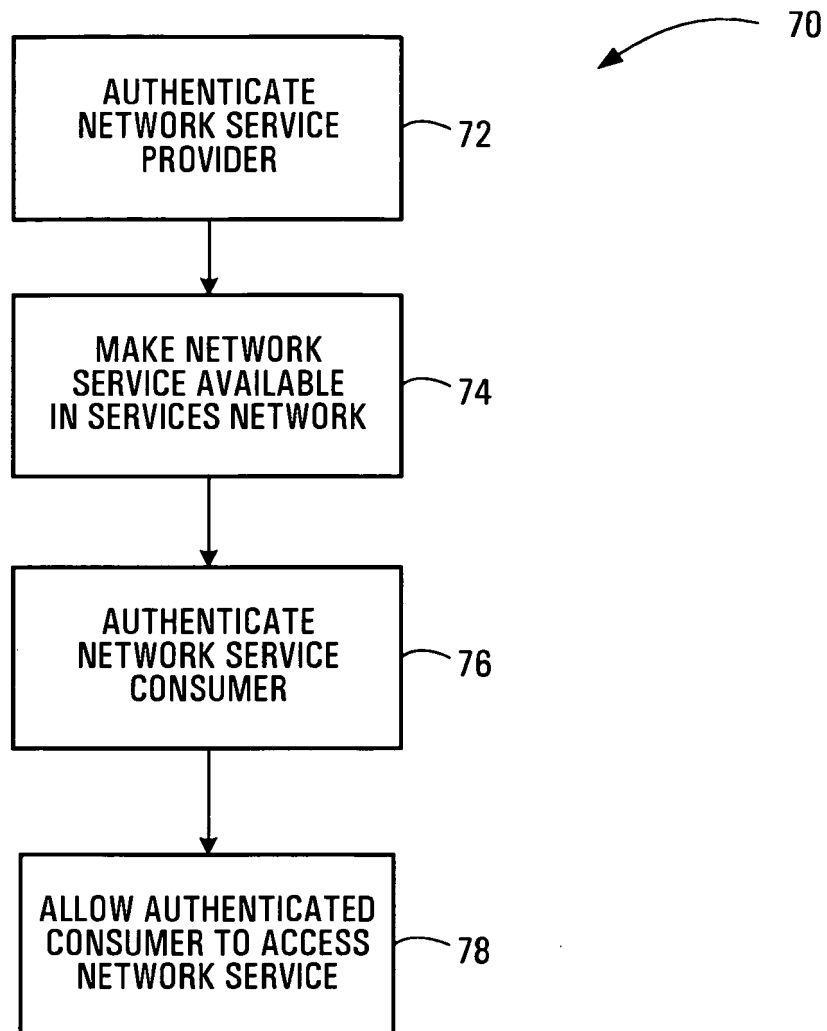 70
AUTHENTICATE
NETWORK SERVICE
PROVIDER
72
MAKE NETWORK
SERVICE AVAILABLE
IN SERVICES NETWORK
74
AUTHENTICATE
NETWORK SERVICE
CONSUMER
76
ALLOW AUTHENTICATED
CONSUMER TO ACCESS
NETWORK SERVICE
78